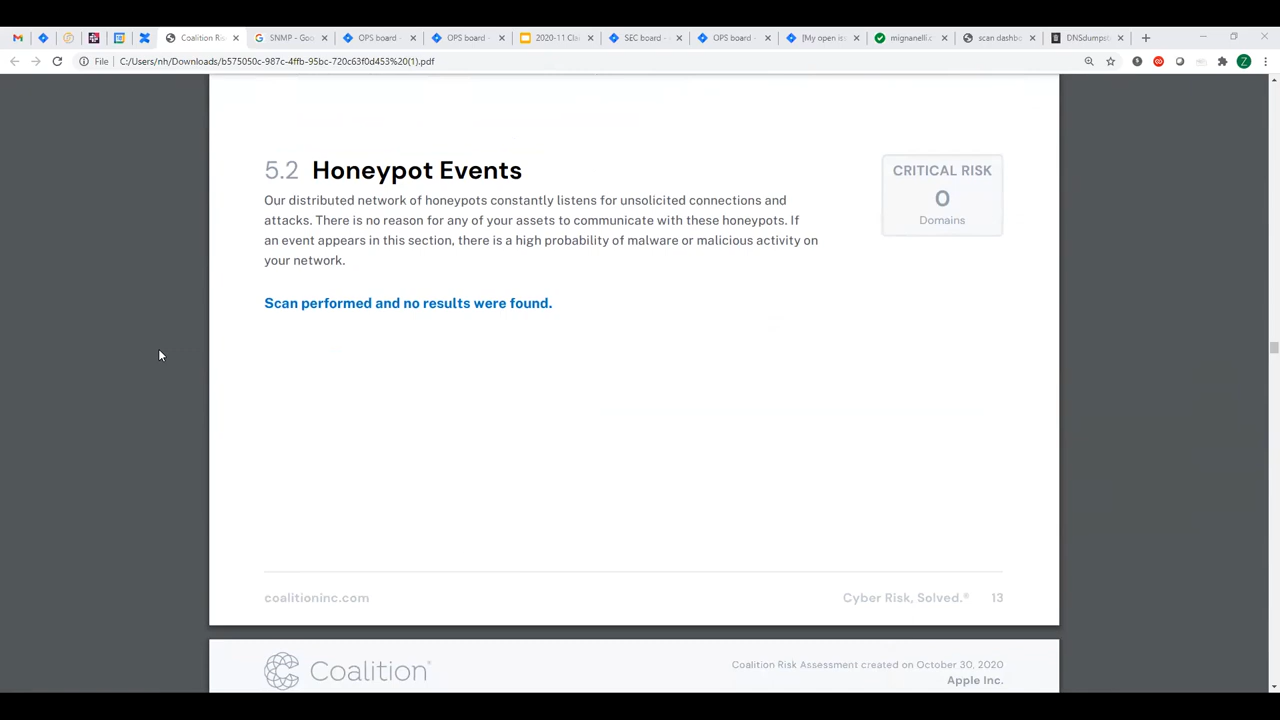 Coalition Ris
SNMP - Goo
OPS board -
OPS board -
2020-11 Clai
SEC board -
OPS board -
[My open is
mignanelli.c
scan dashbo
DNSdumpst
File
C:/Users/nh/Downloads/b575050c-987c-4ffb-95bc-720c63f0d453%20(1).pdf
Z
5.2 Honeypot Events
Our distributed network of honeypots constantly listens for unsolicited connections and
attacks. There is no reason for any of your assets to communicate with these honeypots. If
an event appears in this section, there is a high probability of malware or malicious activity on
your network.
CRITICAL RISK
0
Domains
Scan performed and no results were found.
coalitioninc.com
Cyber Risk, Solved.® 13
Coalition®
Coalition Risk Assessment created on October 30, 2020
Apple Inc.